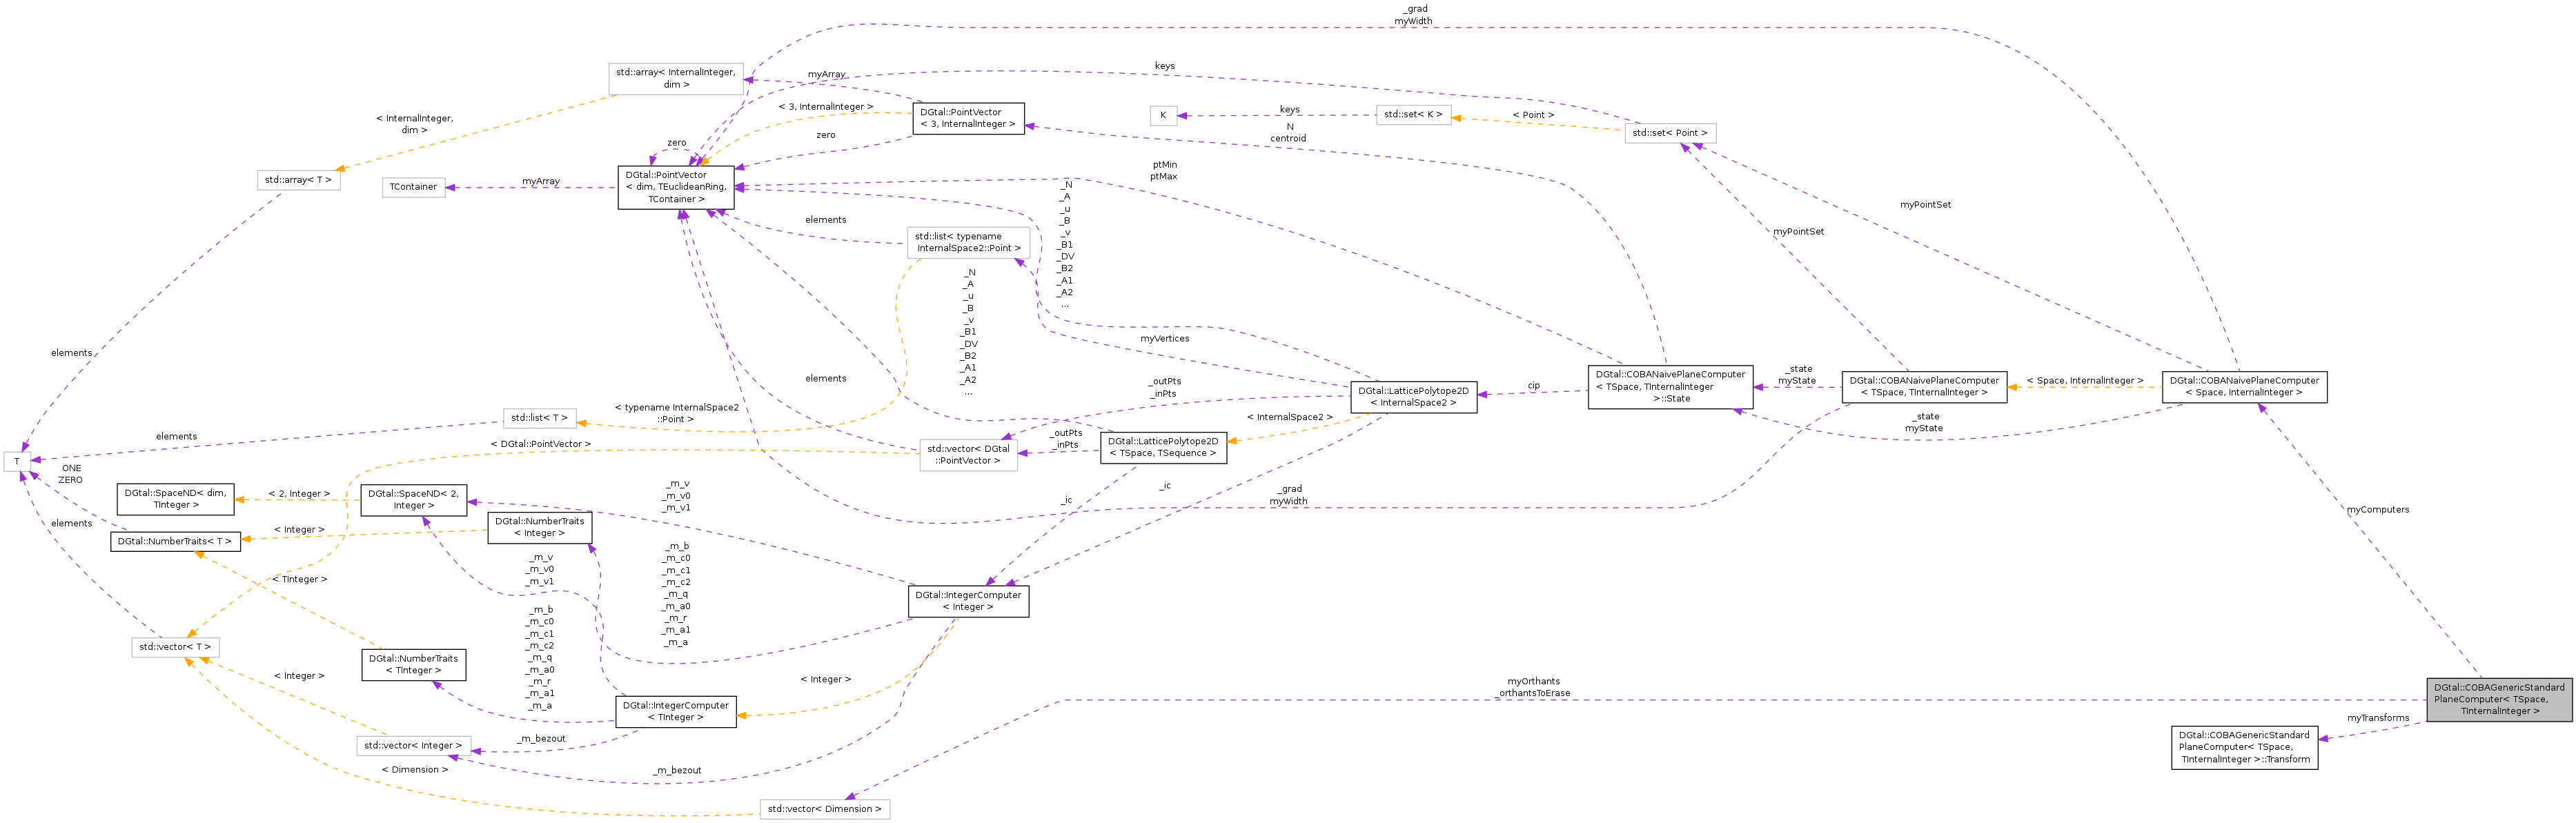 _grad
myWidth
keys
std::array< InternalInteger,
dim >
myArray
< 3, InternalInteger >
DGtal::PointVector
< 3, InternalInteger >
K
keys
std::set< K >
< Point >
std::set< Point >
< InternalInteger,
dim >
zero
zero
N
centroid
std::array< T >
TContainer
myArray
DGtal::PointVector
< dim, TEuclideanRing,
TContainer >
ptMin
ptMax
_N
_A
_u
_B
_v
_B1
_DV
_B2
_A1
_A2
...
elements
std::list< typename
InternalSpace2::Point >
myPointSet
myPointSet
_N
_A
_u
_B
_v
_B1
_DV
_B2
_A1
_A2
...
elements
myVertices
elements
_outPts
_inPts
DGtal::LatticePolytope2D
< InternalSpace2 >
cip
DGtal::COBANaivePlaneComputer
< TSpace, TInternalInteger
>::State
_state
myState
DGtal::COBANaivePlaneComputer
< TSpace, TInternalInteger >
< Space, InternalInteger >
DGtal::COBANaivePlaneComputer
< Space, InternalInteger >
_state
myState
std::list< T >
< typename InternalSpace2
::Point >
< InternalSpace2 >
elements
< DGtal::PointVector >
std::vector< DGtal
::PointVector >
_outPts
_inPts
DGtal::LatticePolytope2D
< TSpace, TSequence >
T
ONE
ZERO
DGtal::SpaceND< dim,
TInteger >
< 2, Integer >
DGtal::SpaceND< 2,
Integer >
_m_v
_m_v0
_m_v1
_ic
_ic
_grad
myWidth
myComputers
elements
DGtal::NumberTraits< T >
< Integer >
DGtal::NumberTraits
< Integer >
_m_v
_m_v0
_m_v1
_m_b
_m_c0
_m_c1
_m_c2
_m_q
_m_a0
_m_r
_m_a1
_m_a
< TInteger >
DGtal::IntegerComputer
< Integer >
_m_b
_m_c0
_m_c1
_m_c2
_m_q
_m_a0
_m_r
_m_a1
_m_a
std::vector< T >
DGtal::NumberTraits
< TInteger >
< Integer >
< Integer >
DGtal::IntegerComputer
< TInteger >
myOrthants
_orthantsToErase
DGtal::COBAGenericStandard
PlaneComputer< TSpace,
TInternalInteger >
myTransforms
DGtal::COBAGenericStandard
PlaneComputer< TSpace,
TInternalInteger >::Transform
std::vector< Integer >
_m_bezout
_m_bezout
< Dimension >
std::vector< Dimension >